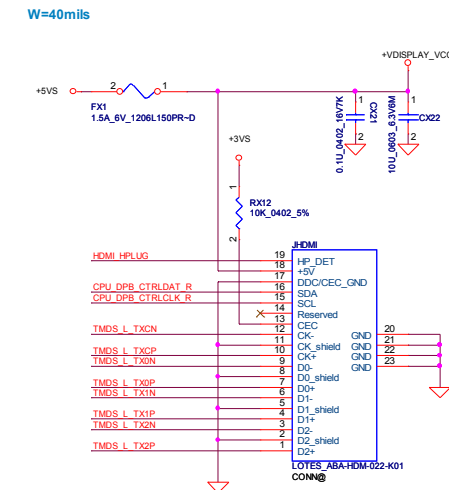 W=40mils
+VDISPLAY_VCC
+5VS
2
1
FX1
1.5A_6V_1206L150PR~D
1
2
0.1U_0402_16V7K
CX21
1
2
10U_0603_6.3V6M
CX22
+3VS
1
RX12
10K_0402_5%
2
JHDMI
HDMI_HPLUG 19 HP_DET
18 +5V
17 DDC/CEC_GND
CPU_DPB_CTRLDAT_R 16 SDA
CPU_DPB_CTRLCLK_R 15 SCL
14 Reserved
13 CEC
TMDS_L_TXCN 12 CK- GND 20
11 CK_shield GND 21
TMDS_L_TXCP 10 CK+ GND 22
TMDS_L_TX0N 9 D0- GND 23
8 D0_shield
TMDS_L_TX0P 7 D0+
TMDS_L_TX1N 6 D1-
5 D1_shield
TMDS_L_TX1P 4 D1+
TMDS_L_TX2N 3 D2-
2 D2_shield
TMDS_L_TX2P 1 D2+
LOTES_ABA-HDM-022-K01
CONN@